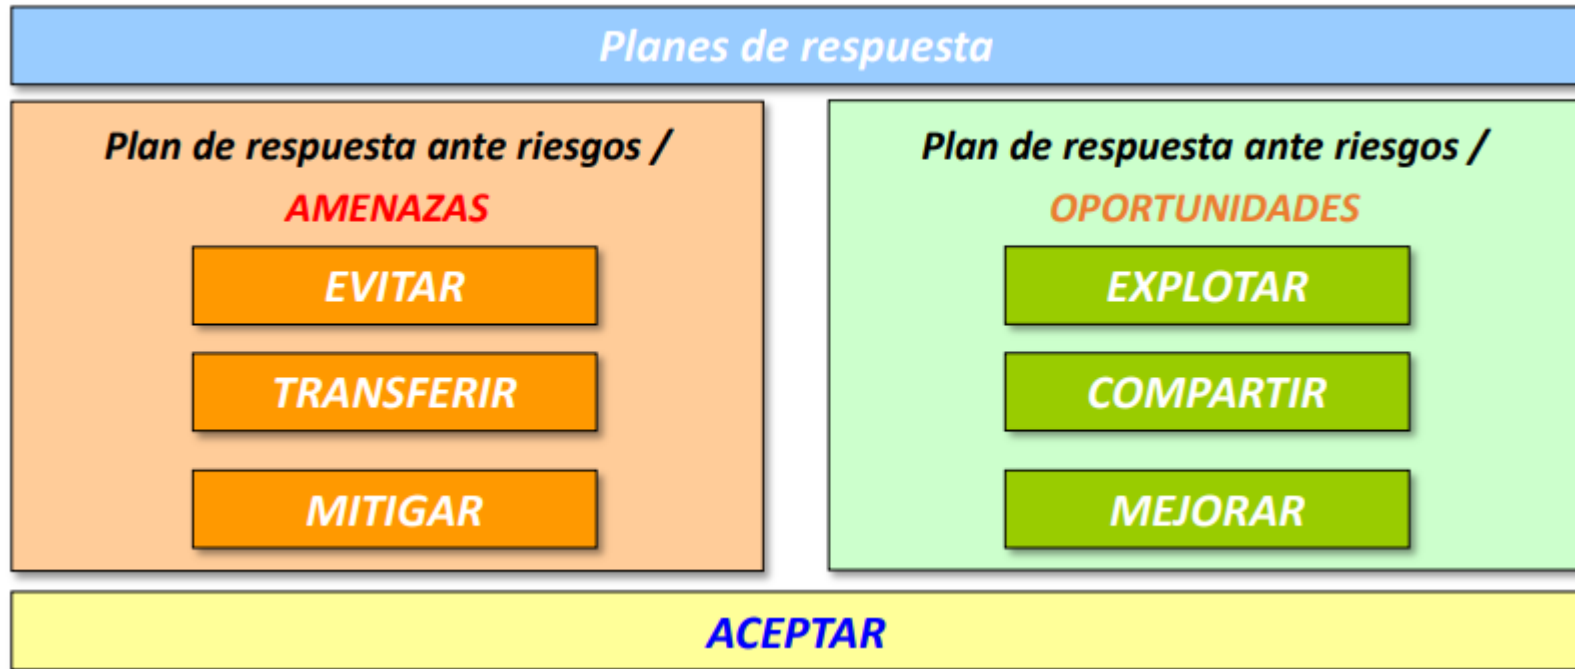 Planes de respuesta
Plan de respuesta ante riesgos /
AMENAZAS
EVITAR
TRANSFERIR
MITIGAR
Plan de respuesta ante riesgos /
OPORTUNIDADES
EXPLOTAR
COMPARTIR
MEJORAR
ACEPTAR